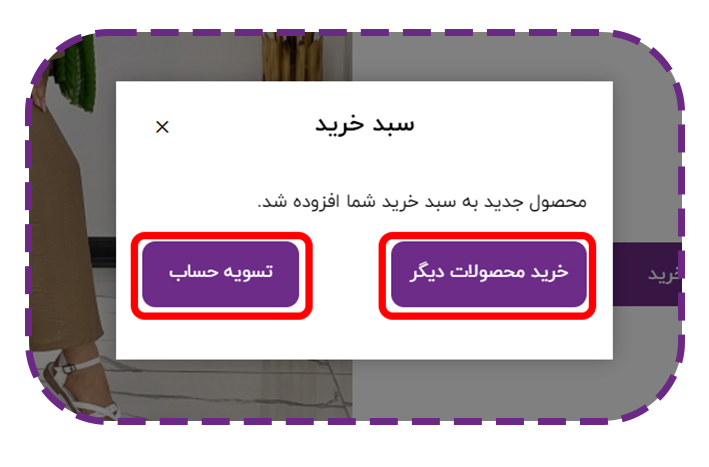 سبد خرید
×
محصول جدید به سبد خرید شما افزوده شد.
خرید محصولات دیگر
تسویه حساب
خرید